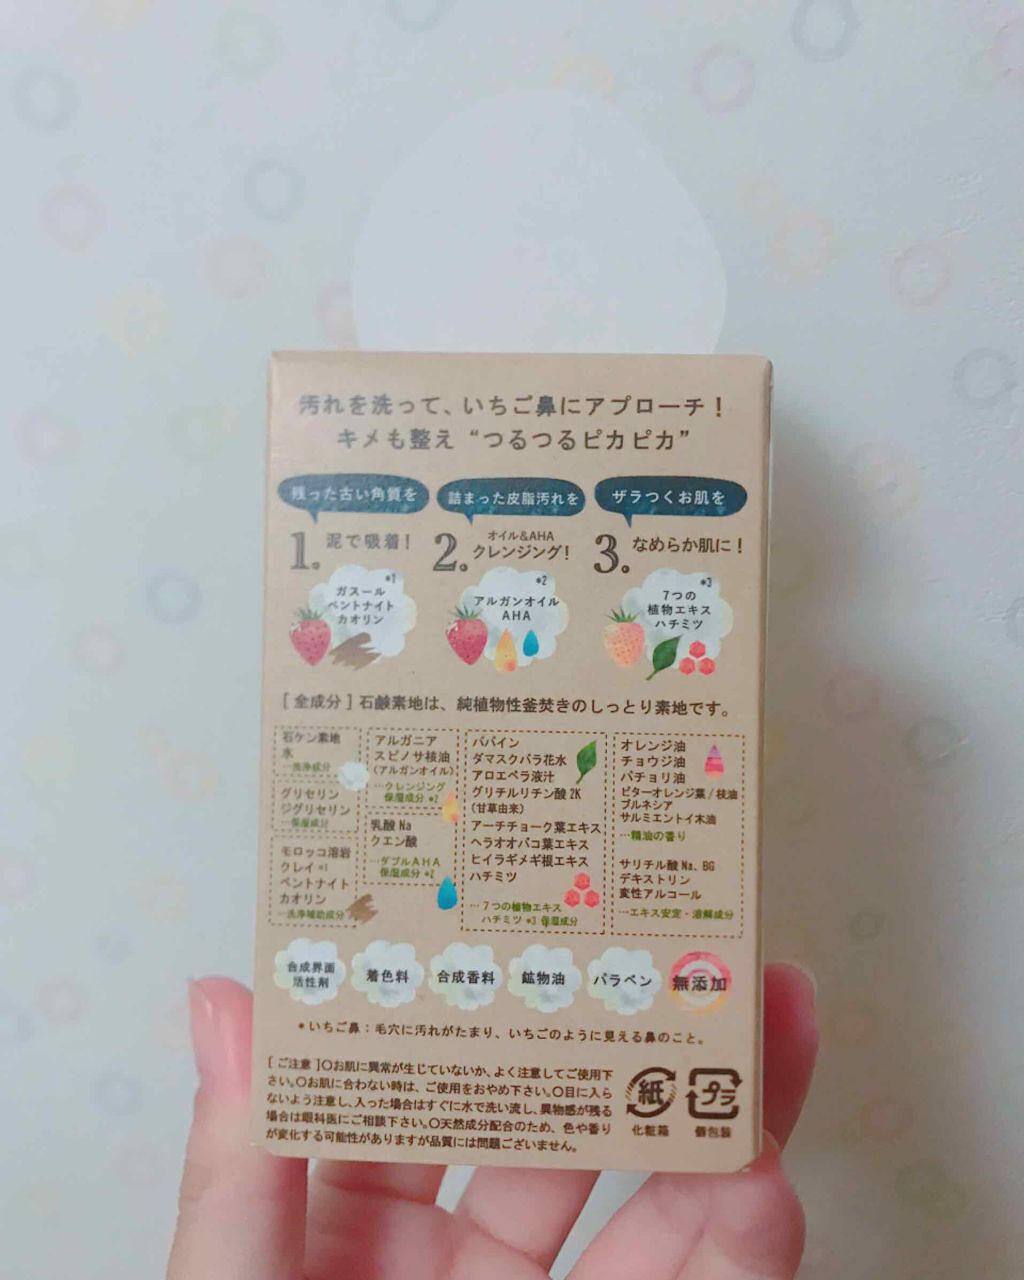 汚れを洗って、いちご鼻にアプローチ!
キメも整え“つるつるピカピカ”
残った古い角質を
1.
泥で吸着!
ガスール *1
ベントナイト
カオリン
詰まった皮脂汚れを
2.
オイル&AHA
クレンジング!
*2
アルガンオイル
AHA
ザラつくお肌を
3.
なめらか肌に!
*3
7つの
植物エキス
ハチミツ
[全成分]石鹸素地は、純植物性釜焚きのしっとり素地です。
石ケン素地
水
…洗浄成分
グリセリン
ジグリセリン
…保湿成分
モロッコ溶岩
クレイ *1
ベントナイト
カオリン
…洗浄補助成分
アルガニア
スピノサ核油
(アルガンオイル)
…クレンジング
保湿成分 *2
乳酸Na
クエン酸
…ダブルAHA
保湿成分 *2
パパイン
ダマスクバラ花水
アロエベラ液汁
グリチルリチン酸2K
(甘草由来)
アーチチョーク葉エキス
ヘラオオバコ葉エキス
ヒイラギメギ根エキス
ハチミツ
…7つの植物エキス
ハチミツ *3 保湿成分
オレンジ油
チョウジ油
パチョリ油
ビターオレンジ葉/枝油
ブルネシア
サルミエントイ木油
…精油の香り
サリチル酸Na、BG
デキストリン
変性アルコール
…エキス安定・溶解成分
合成界面
活性剤
着色料
合成香料
鉱物油
パラベン
無添加
*いちご鼻:毛穴に汚れがたまり、いちごのように見える鼻のこと。
[ご注意]〇お肌に異常が生じていないか、よく注意してご使用下
さい。〇お肌に合わない時は、ご使用をおやめ下さい。〇目に入ら
ないよう注意し、入った場合はすぐに水で洗い流し、異物感が残る
場合は眼科医にご相談下さい。〇天然成分配合のため、色や香り
が変化する可能性がありますが品質には問題ございません。
紙
化粧箱
プラ
個包装